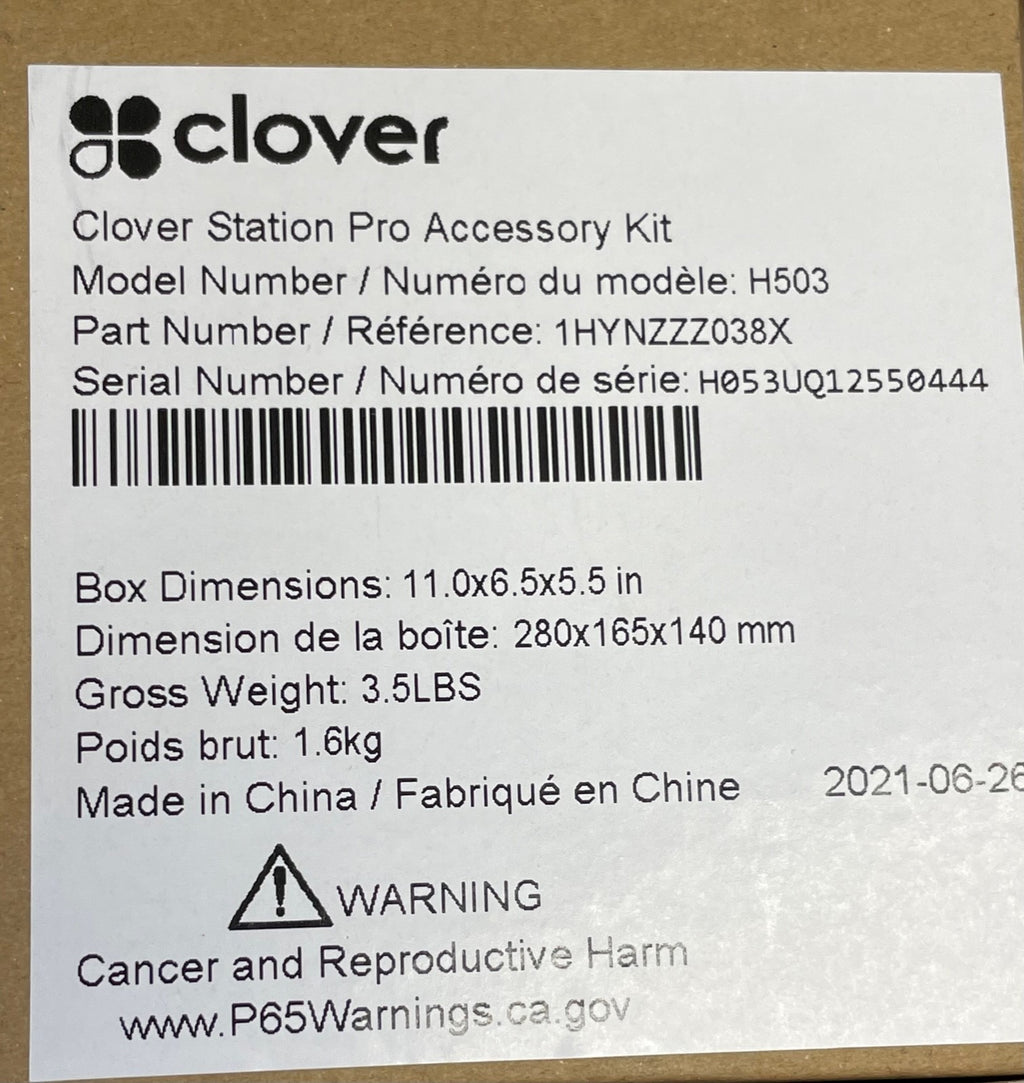 clover
Clover Station Pro Accessory Kit
Model Number / Numéro du modèle: H503
Part Number / Référence: 1HYNZZZ038X
Serial Number / Numéro de série: H053UQ12550444
Box Dimensions: 11.0x6.5x5.5 in
Dimension de la boîte: 280x165x140 mm
Gross Weight: 3.5LBS
Poids brut: 1.6kg
Made in China / Fabriqué en Chine 2021-06-26
WARNING
Cancer and Reproductive Harm
www.P65Warnings.ca.gov